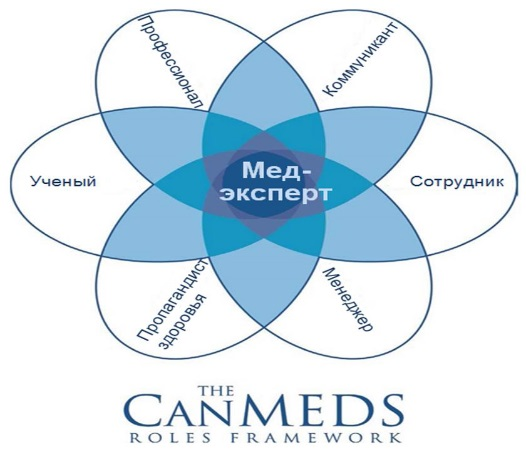 Профессионал
Коммуникант
Ученый
Мед-
эксперт
Сотрудник
Пропагандист
здоровья
Менеджер
THE
CANMEDS
ROLES FRAMEWORK